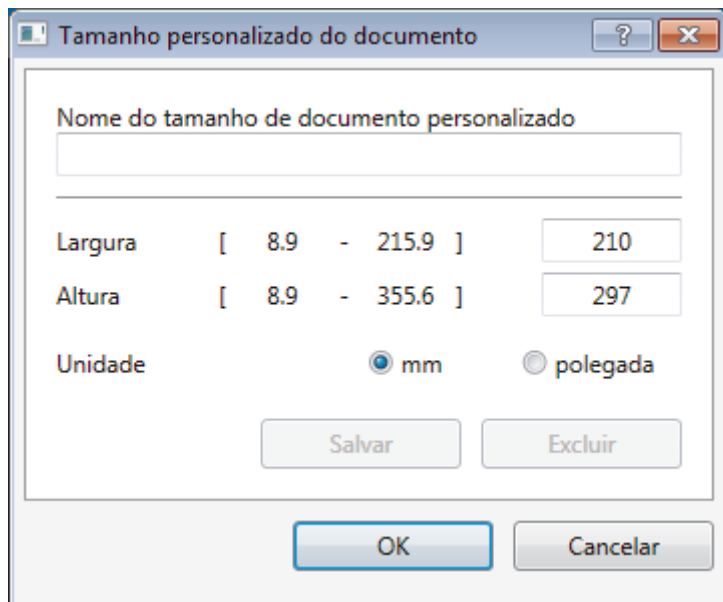 Tamanho personalizado do documento
Nome do tamanho de documento personalizado
Largura [ 8.9 - 215.9 ] 210
Altura [ 8.9 - 355.6 ] 297
Unidade mm polegada
Salvar Excluir
OK Cancelar